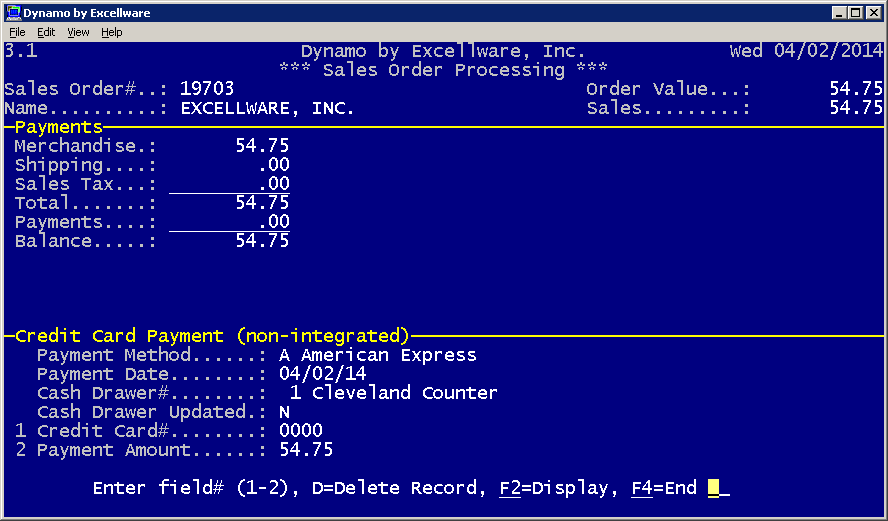 Dynamo by Excellware
File Edit View Help
3.1 Dynamo by Excellware, Inc. Wed 04/02/2014
*** Sales Order Processing ***
Sales Order#..: 19703 Order Value...: 54.75
Name..........: EXCELLWARE, INC. Sales.........: 54.75
Payments
Merchandise.: 54.75
Shipping....: .00
Sales Tax...: .00
Total.......: 54.75
Payments....: .00
Balance.....: 54.75
Credit Card Payment (non-integrated)
Payment Method......: A American Express
Payment Date........: 04/02/14
Cash Drawer#........: 1 Cleveland Counter
Cash Drawer Updated.: N
1 Credit Card#........: 0000
2 Payment Amount......: 54.75
Enter field# (1-2), D=Delete Record, F2=Display, F4=End _